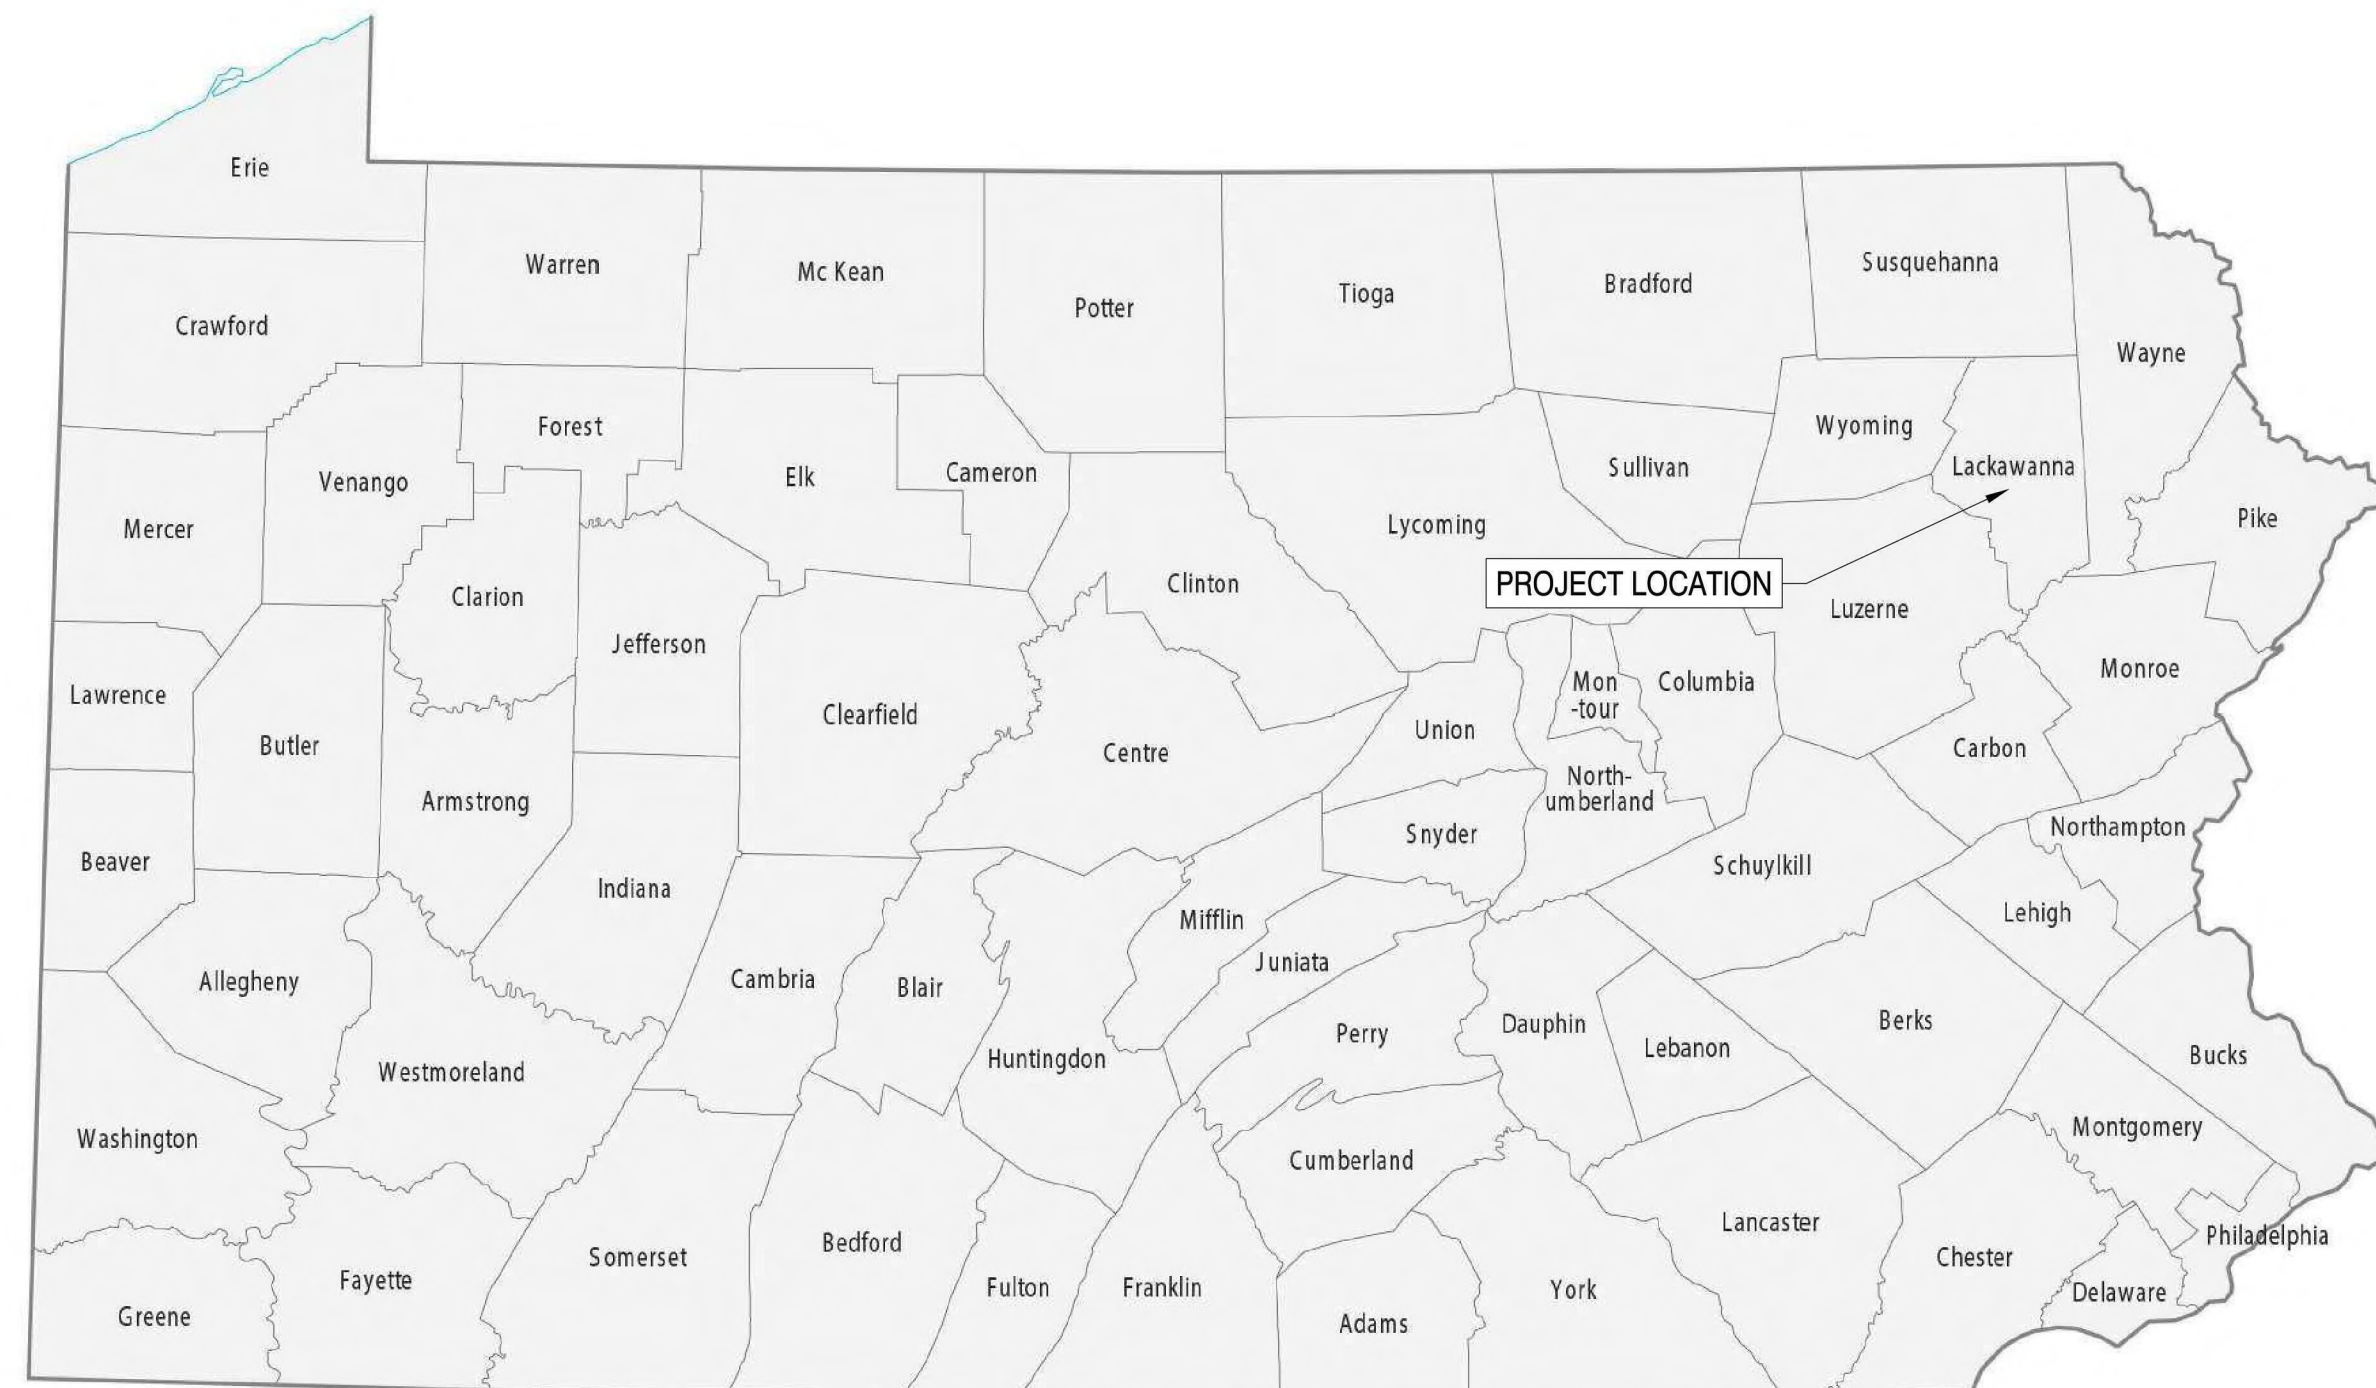 Erie
Warren
Mc Kean
Potter
Tioga
Bradford
Susquehanna
Wayne
Crawford
Forest
Venango
Elk
Cameron
Mercer
Clarion
Jefferson
Clinton
Lycoming
Sullivan
Wyoming
Lackawanna
Pike
PROJECT LOCATION
Luzerne
Lawrence
Butler
Clearfield
Centre
Union
Mon
-tour
Columbia
Monroe
Carbon
Armstrong
North-
umberland
Northampton
Beaver
Indiana
Snyder
Schuylkill
Lehigh
Mifflin
Juniata
Allegheny
Cambria
Blair
Huntingdon
Perry
Dauphin
Lebanon
Berks
Bucks
Westmoreland
Washington
Cumberland
Montgomery
Somerset
Bedford
Lancaster
Chester
Philadelphia
Greene
Fayette
Fulton
Franklin
Adams
York
Delaware